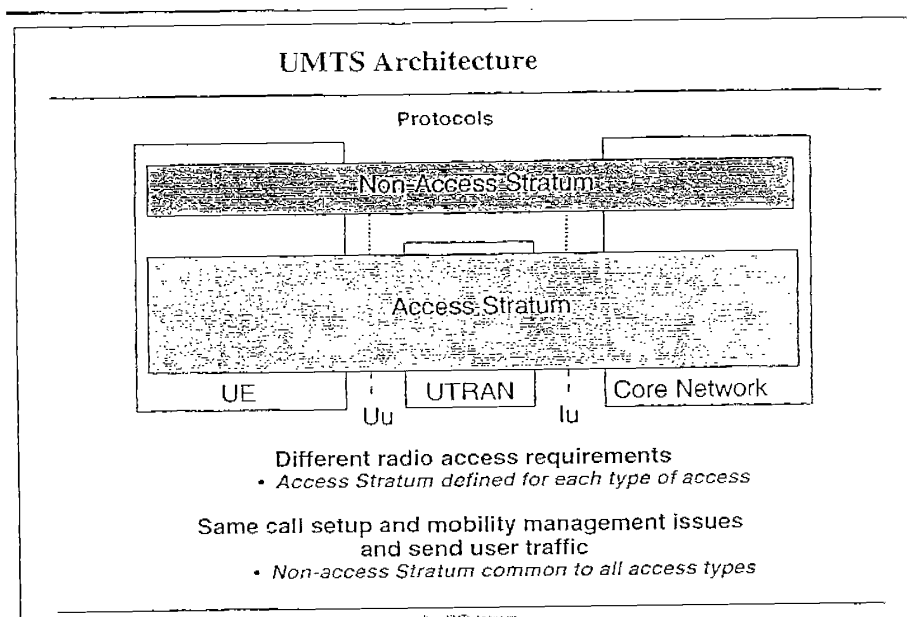 UMTS Architecture
Protocols
Non-Access Stratum
Access Stratum
UE
UTRAN
Core Network
Uu
Iu
Different radio access requirements
• Access Stratum defined for each type of access
Same call setup and mobility management issues
and send user traffic
• Non-access Stratum common to all access types